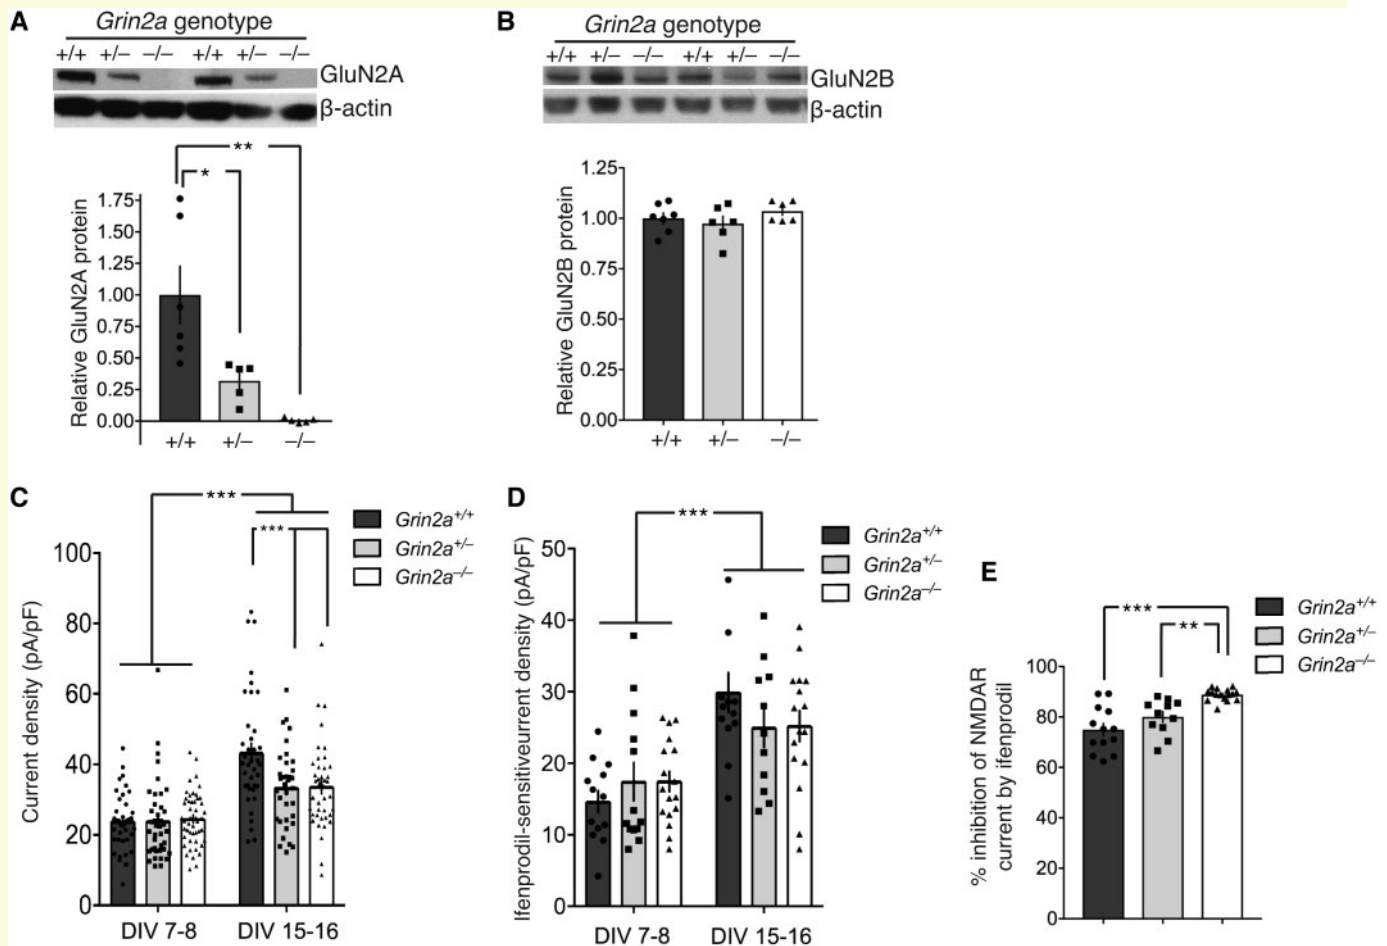 A
Grin2a genotype
+/+ +/– –/– +/+ +/– –/–
GluN2A
β-actin
**
*
Relative GluN2A protein
1.75
1.50
1.25
1.00
0.75
0.50
0.25
0.00
+/+ +/– –/–
B
Grin2a genotype
+/+ +/– –/– +/+ +/– –/–
GluN2B
β-actin
Relative GluN2B protein
1.25
1.00
0.75
0.50
0.25
0.00
+/+ +/– –/–
C
***
***
Grin2a+/+
Grin2a+/–
Grin2a–/–
Current density (pA/pF)
100
80
60
40
20
0
DIV 7-8 DIV 15-16
D
***
Grin2a+/+
Grin2a+/–
Grin2a–/–
Ifenprodil-sensitiveurrent density (pA/pF)
50
40
30
20
10
0
DIV 7-8 DIV 15-16
E
***
**
Grin2a+/+
Grin2a+/–
Grin2a–/–
% inhibition of NMDAR
current by ifenprodil
100
80
60
40
20
0